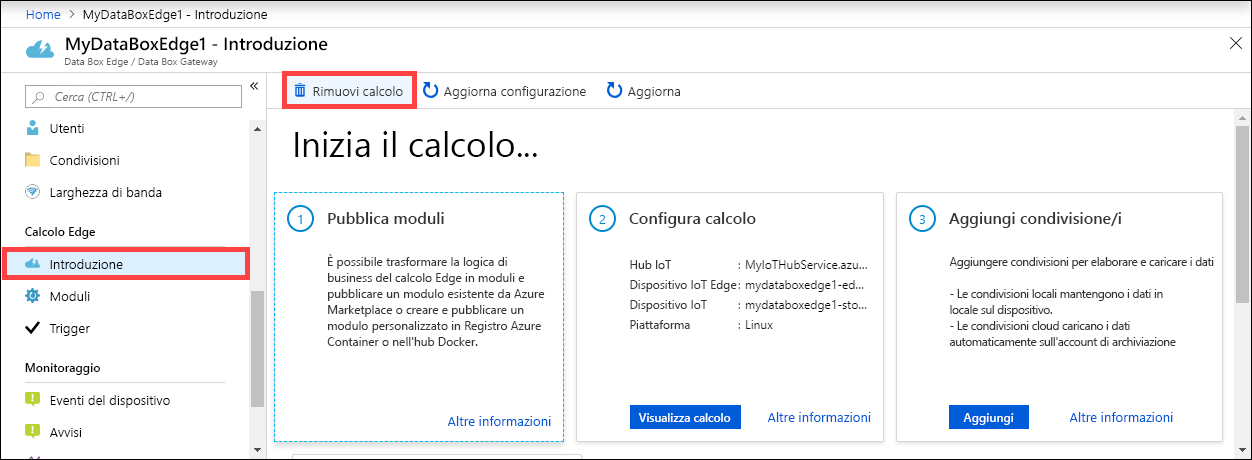 Home > MyDataBoxEdge1 - Introduzione
MyDataBoxEdge1 - Introduzione
Data Box Edge / Data Box Gateway
Cerca (CTRL+/)
Utenti
Condivisioni
Larghezza di banda
Calcolo Edge
Introduzione
Moduli
Trigger
Monitoraggio
Eventi del dispositivo
Avvisi
Rimuovi calcolo Aggiorna configurazione Aggiorna
Inizia il calcolo...
1 Pubblica moduli
È possibile trasformare la logica di
business del calcolo Edge in moduli e
pubblicare un modulo esistente da Azure
Marketplace o creare e pubblicare un
modulo personalizzato in Registro Azure
Container o nell'hub Docker.
Altre informazioni
2 Configura calcolo
Hub IoT : MyIoTHubService.azu...
Dispositivo IoT Edge: mydataboxedge1-ed...
Dispositivo IoT : mydataboxedge1-sto...
Piattaforma : Linux
Visualizza calcolo Altre informazioni
3 Aggiungi condivisione/i
Aggiungere condivisioni per elaborare e caricare i dati
- Le condivisioni locali mantengono i dati in
locale sul dispositivo.
- Le condivisioni cloud caricano i dati
automaticamente sull'account di archiviazione
Aggiungi Altre informazioni